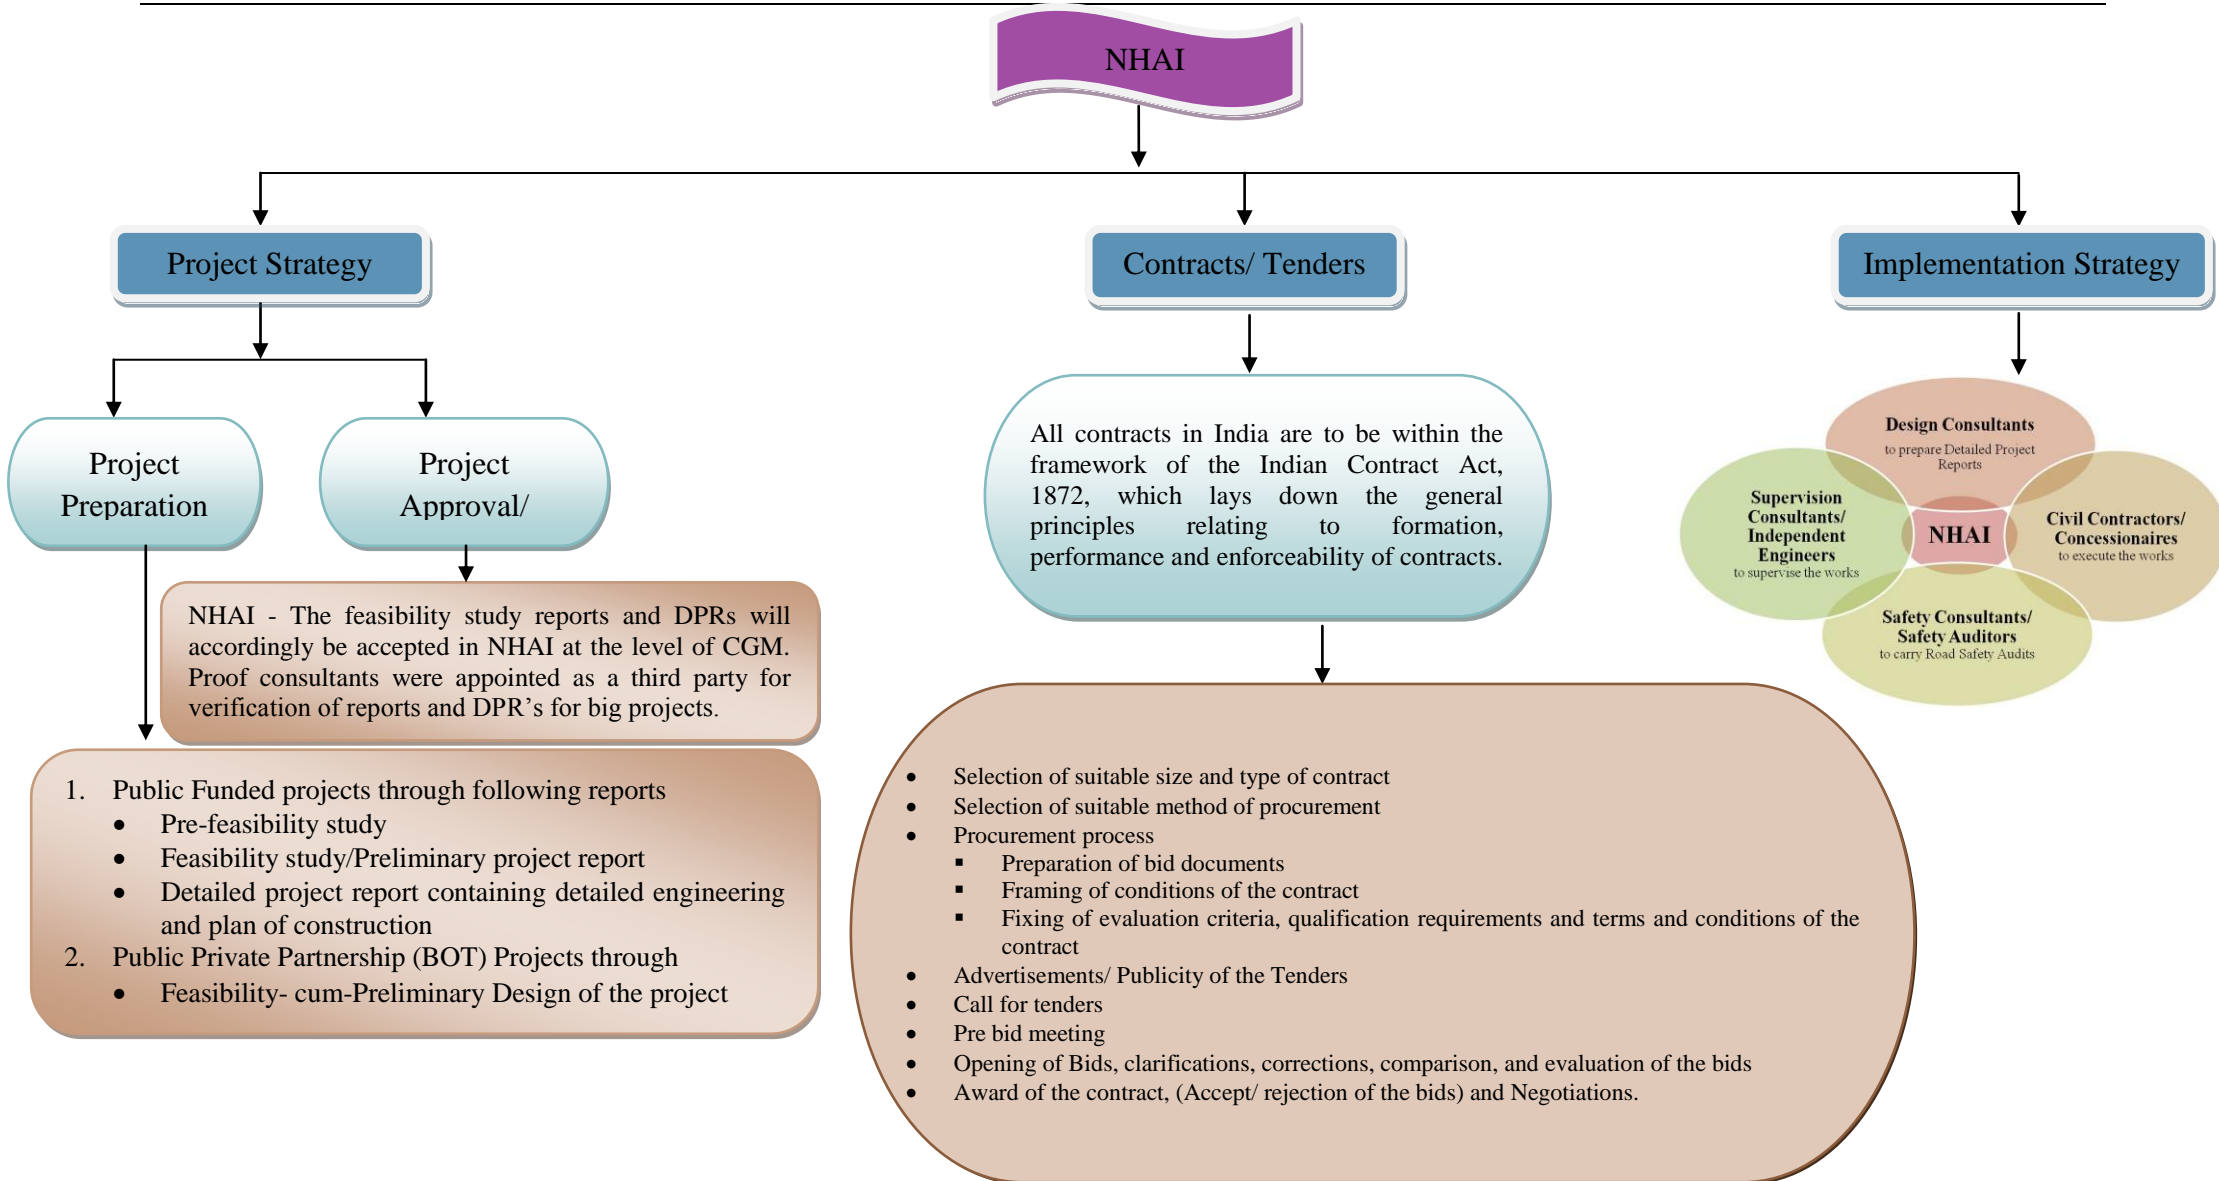 NHAI
Project Strategy
Contracts/ Tenders
Implementation Strategy
Project
Preparation
Project
Approval/
NHAI - The feasibility study reports and DPRs will
accordingly be accepted in NHAI at the level of CGM.
Proof consultants were appointed as a third party for
verification of reports and DPR’s for big projects.
1. Public Funded projects through following reports
• Pre-feasibility study
• Feasibility study/Preliminary project report
• Detailed project report containing detailed engineering
and plan of construction
2. Public Private Partnership (BOT) Projects through
• Feasibility- cum-Preliminary Design of the project
All contracts in India are to be within the
framework of the Indian Contract Act,
1872, which lays down the general
principles relating to formation,
performance and enforceability of contracts.
• Selection of suitable size and type of contract
• Selection of suitable method of procurement
• Procurement process
▪ Preparation of bid documents
▪ Framing of conditions of the contract
▪ Fixing of evaluation criteria, qualification requirements and terms and conditions of the
contract
• Advertisements/ Publicity of the Tenders
• Call for tenders
• Pre bid meeting
• Opening of Bids, clarifications, corrections, comparison, and evaluation of the bids
• Award of the contract, (Accept/ rejection of the bids) and Negotiations.
Design Consultants
to prepare Detailed Project
Reports
Supervision
Consultants/
Independent
Engineers
to supervise the works
NHAI
Civil Contractors/
Concessionaires
to execute the works
Safety Consultants/
Safety Auditors
to carry Road Safety Audits